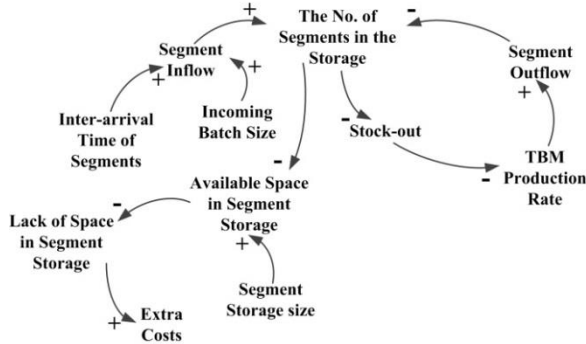 The No. of
Segments in the
Storage
+
-
Segment
Inflow
+
+
Segment
Outflow
+
Inter-arrival
Time of
Segments
Incoming
Batch Size
-
Stock-out
-
TBM
Production
Rate
-
Available Space
in Segment
Storage
+
-
Lack of Space
in Segment
Storage
Segment
Storage size
+
Extra
Costs